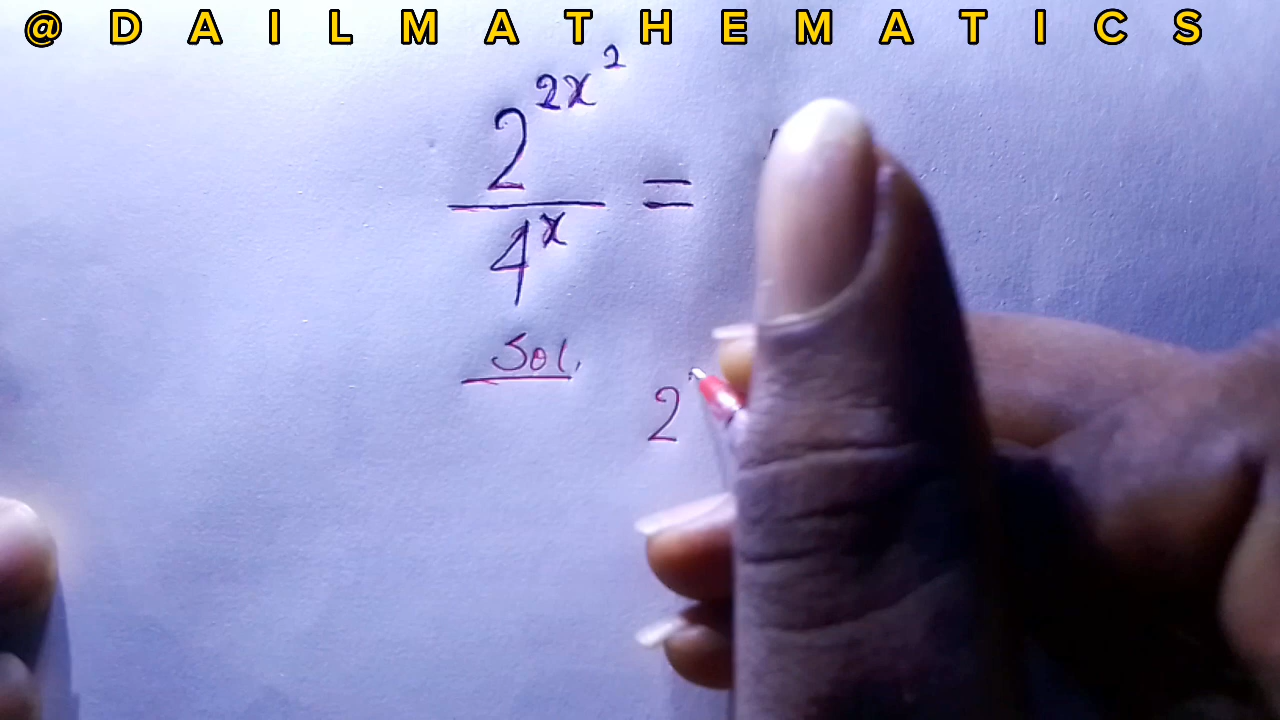 @DAILMATHEMATICS
2^{2x^2}
/ 4^x =
Sol.
2